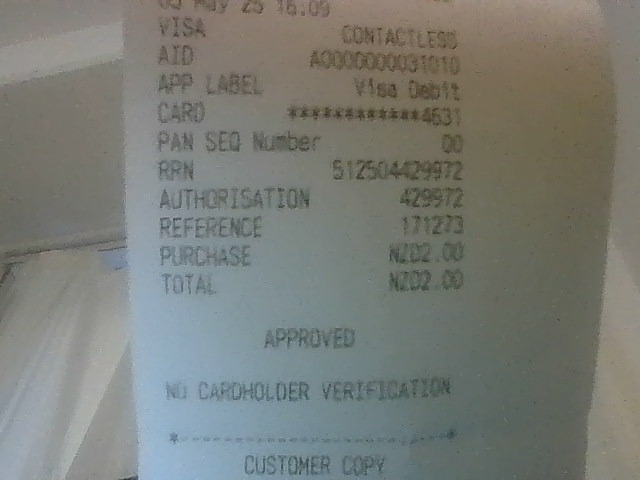 05 May 25 16.09
VISA CONTACTLESS
AID A0000000031010
APP LABEL Visa Debit
CARD ************4631
PAN SEQ Number 00
RRN 512504429972
AUTHORISATION 429972
REFERENCE 171273
PURCHASE NZD2.00
TOTAL NZD2.00
APPROVED
NO CARDHOLDER VERIFICATION
*----------------------*
CUSTOMER COPY